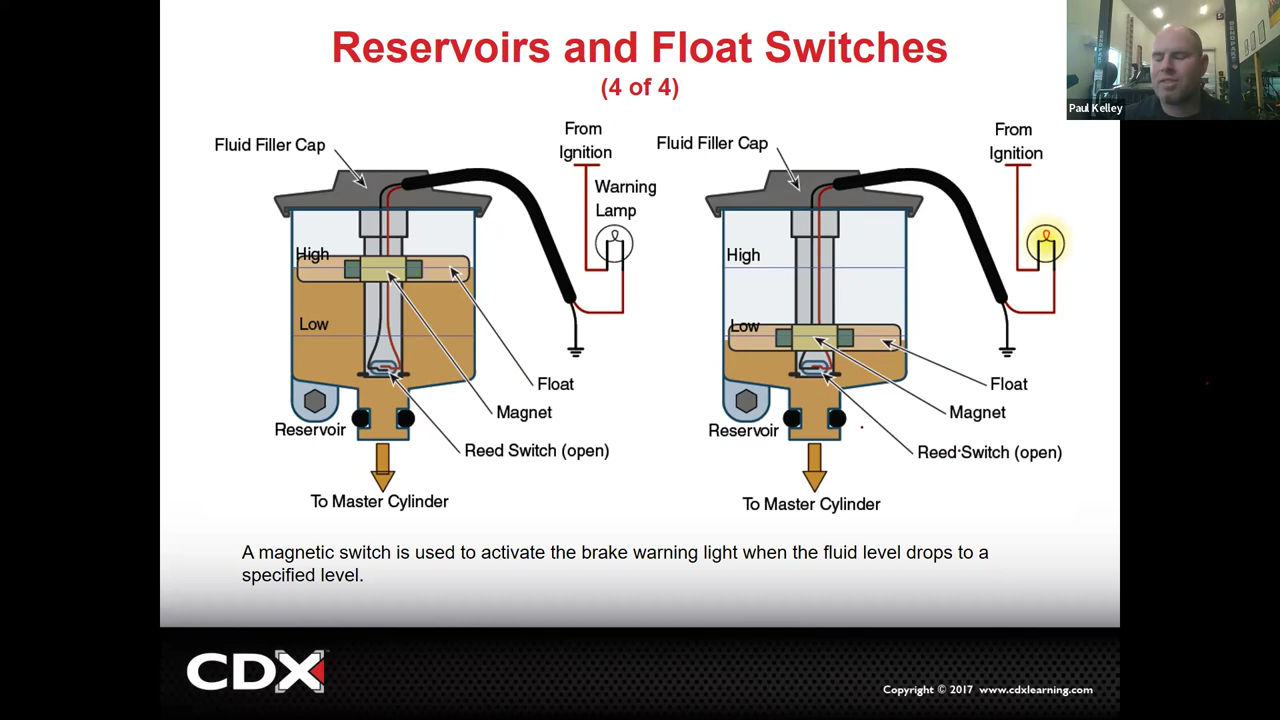 Reservoirs and Float Switches
(4 of 4)
Paul Kelley
Fluid Filler Cap
From
Ignition
Warning
Lamp
High
Low
Float
Magnet
Reservoir
Reed Switch (open)
To Master Cylinder
Fluid Filler Cap
From
Ignition
High
Low
Float
Magnet
Reservoir
Reed Switch (open)
To Master Cylinder
A magnetic switch is used to activate the brake warning light when the fluid level drops to a
specified level.
CDX
Copyright © 2017 www.cdxlearning.com